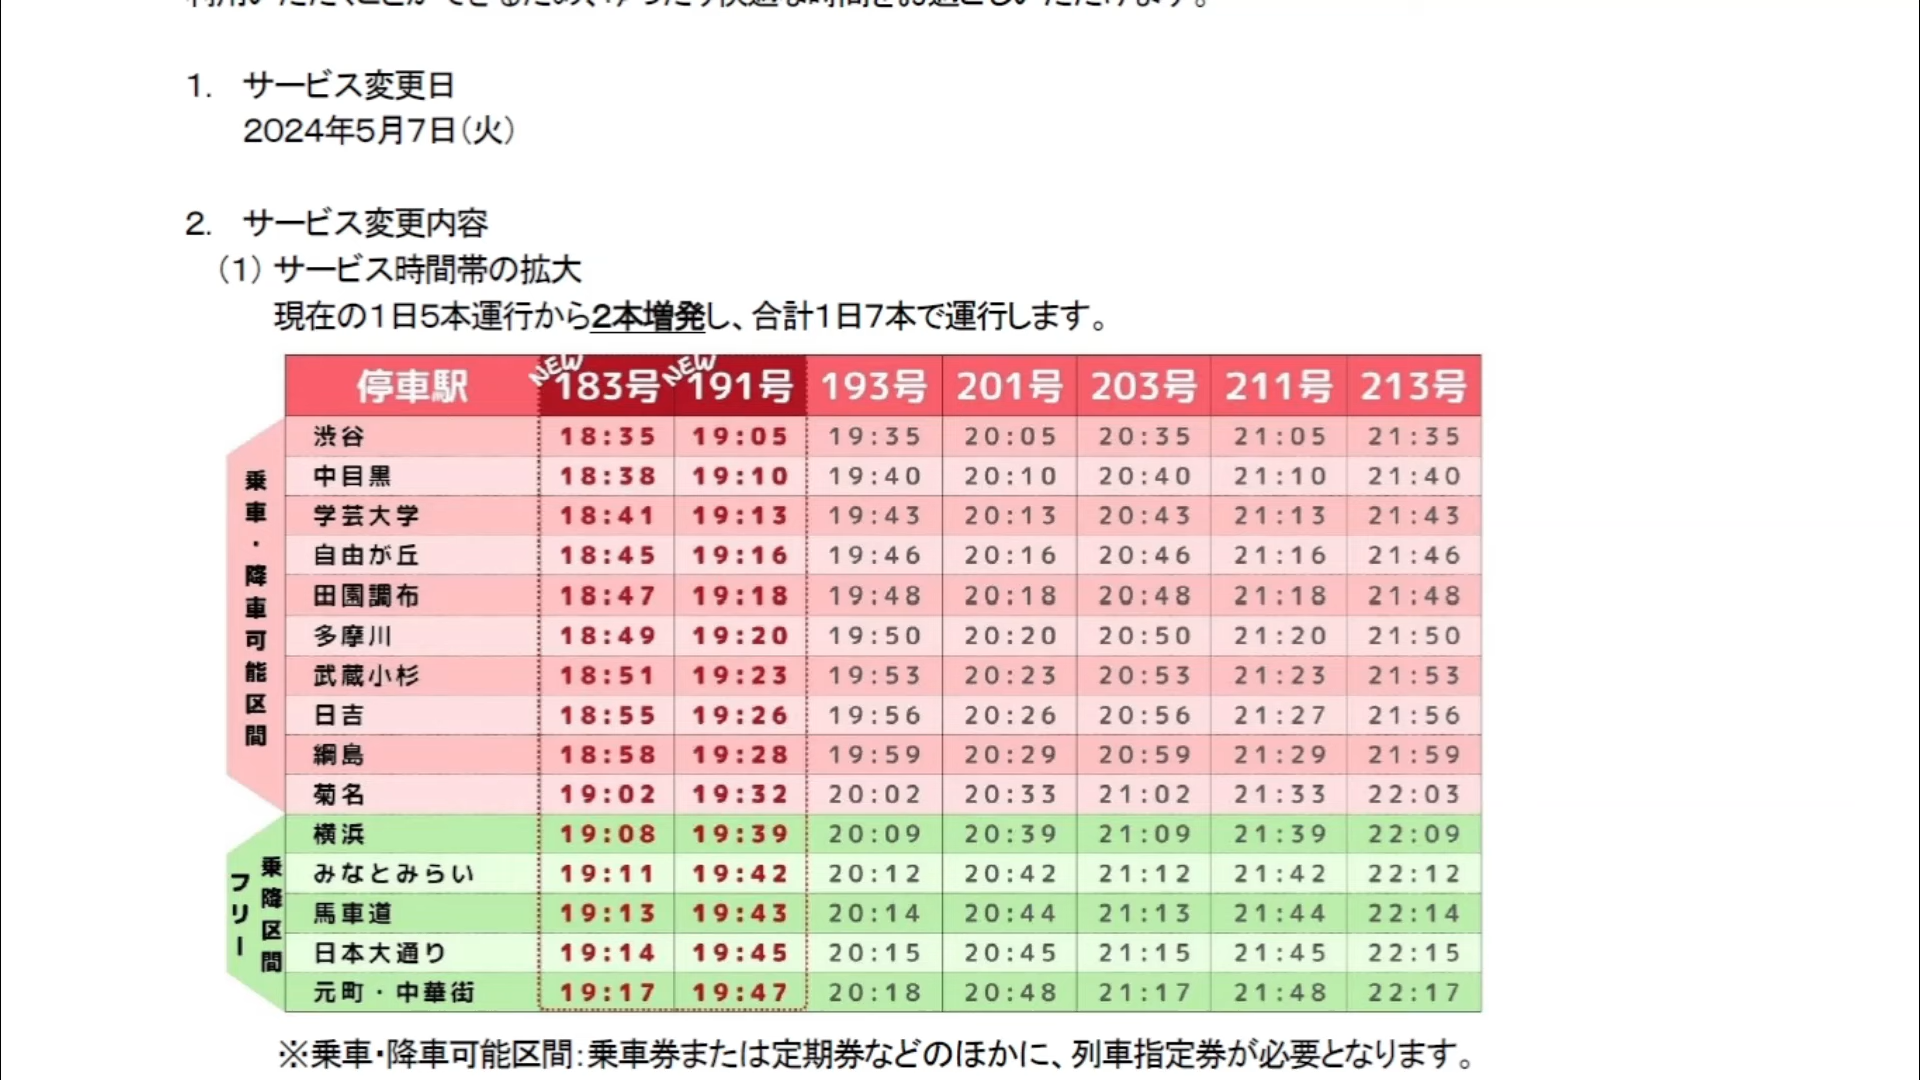 1. サービス変更日
2024年5月7日（火）
2. サービス変更内容
（1）サービス時間帯の拡大
現在の1日5本運行から2本増発し、合計1日7本で運行します。
停車駅 NEW 183号 NEW 191号 193号 201号 203号 211号 213号
乗車・降車可能区間
渋谷 18:35 19:05 19:35 20:05 20:35 21:05 21:35
中目黒 18:38 19:10 19:40 20:10 20:40 21:10 21:40
学芸大学 18:41 19:13 19:43 20:13 20:43 21:13 21:43
自由が丘 18:45 19:16 19:46 20:16 20:46 21:16 21:46
田園調布 18:47 19:18 19:48 20:18 20:48 21:18 21:48
多摩川 18:49 19:20 19:50 20:20 20:50 21:20 21:50
武蔵小杉 18:51 19:23 19:53 20:23 20:53 21:23 21:53
日吉 18:55 19:26 19:56 20:26 20:56 21:27 21:56
綱島 18:58 19:28 19:59 20:29 20:59 21:29 21:59
菊名 19:02 19:32 20:02 20:33 21:02 21:33 22:03
乗降区間フリー
横浜 19:08 19:39 20:09 20:39 21:09 21:39 22:09
みなとみらい 19:11 19:42 20:12 20:42 21:12 21:42 22:12
馬車道 19:13 19:43 20:14 20:44 21:13 21:44 22:14
日本大通り 19:14 19:45 20:15 20:45 21:15 21:45 22:15
元町・中華街 19:17 19:47 20:18 20:48 21:17 21:48 22:17
※乗車・降車可能区間：乗車券または定期券などのほかに、列車指定券が必要となります。